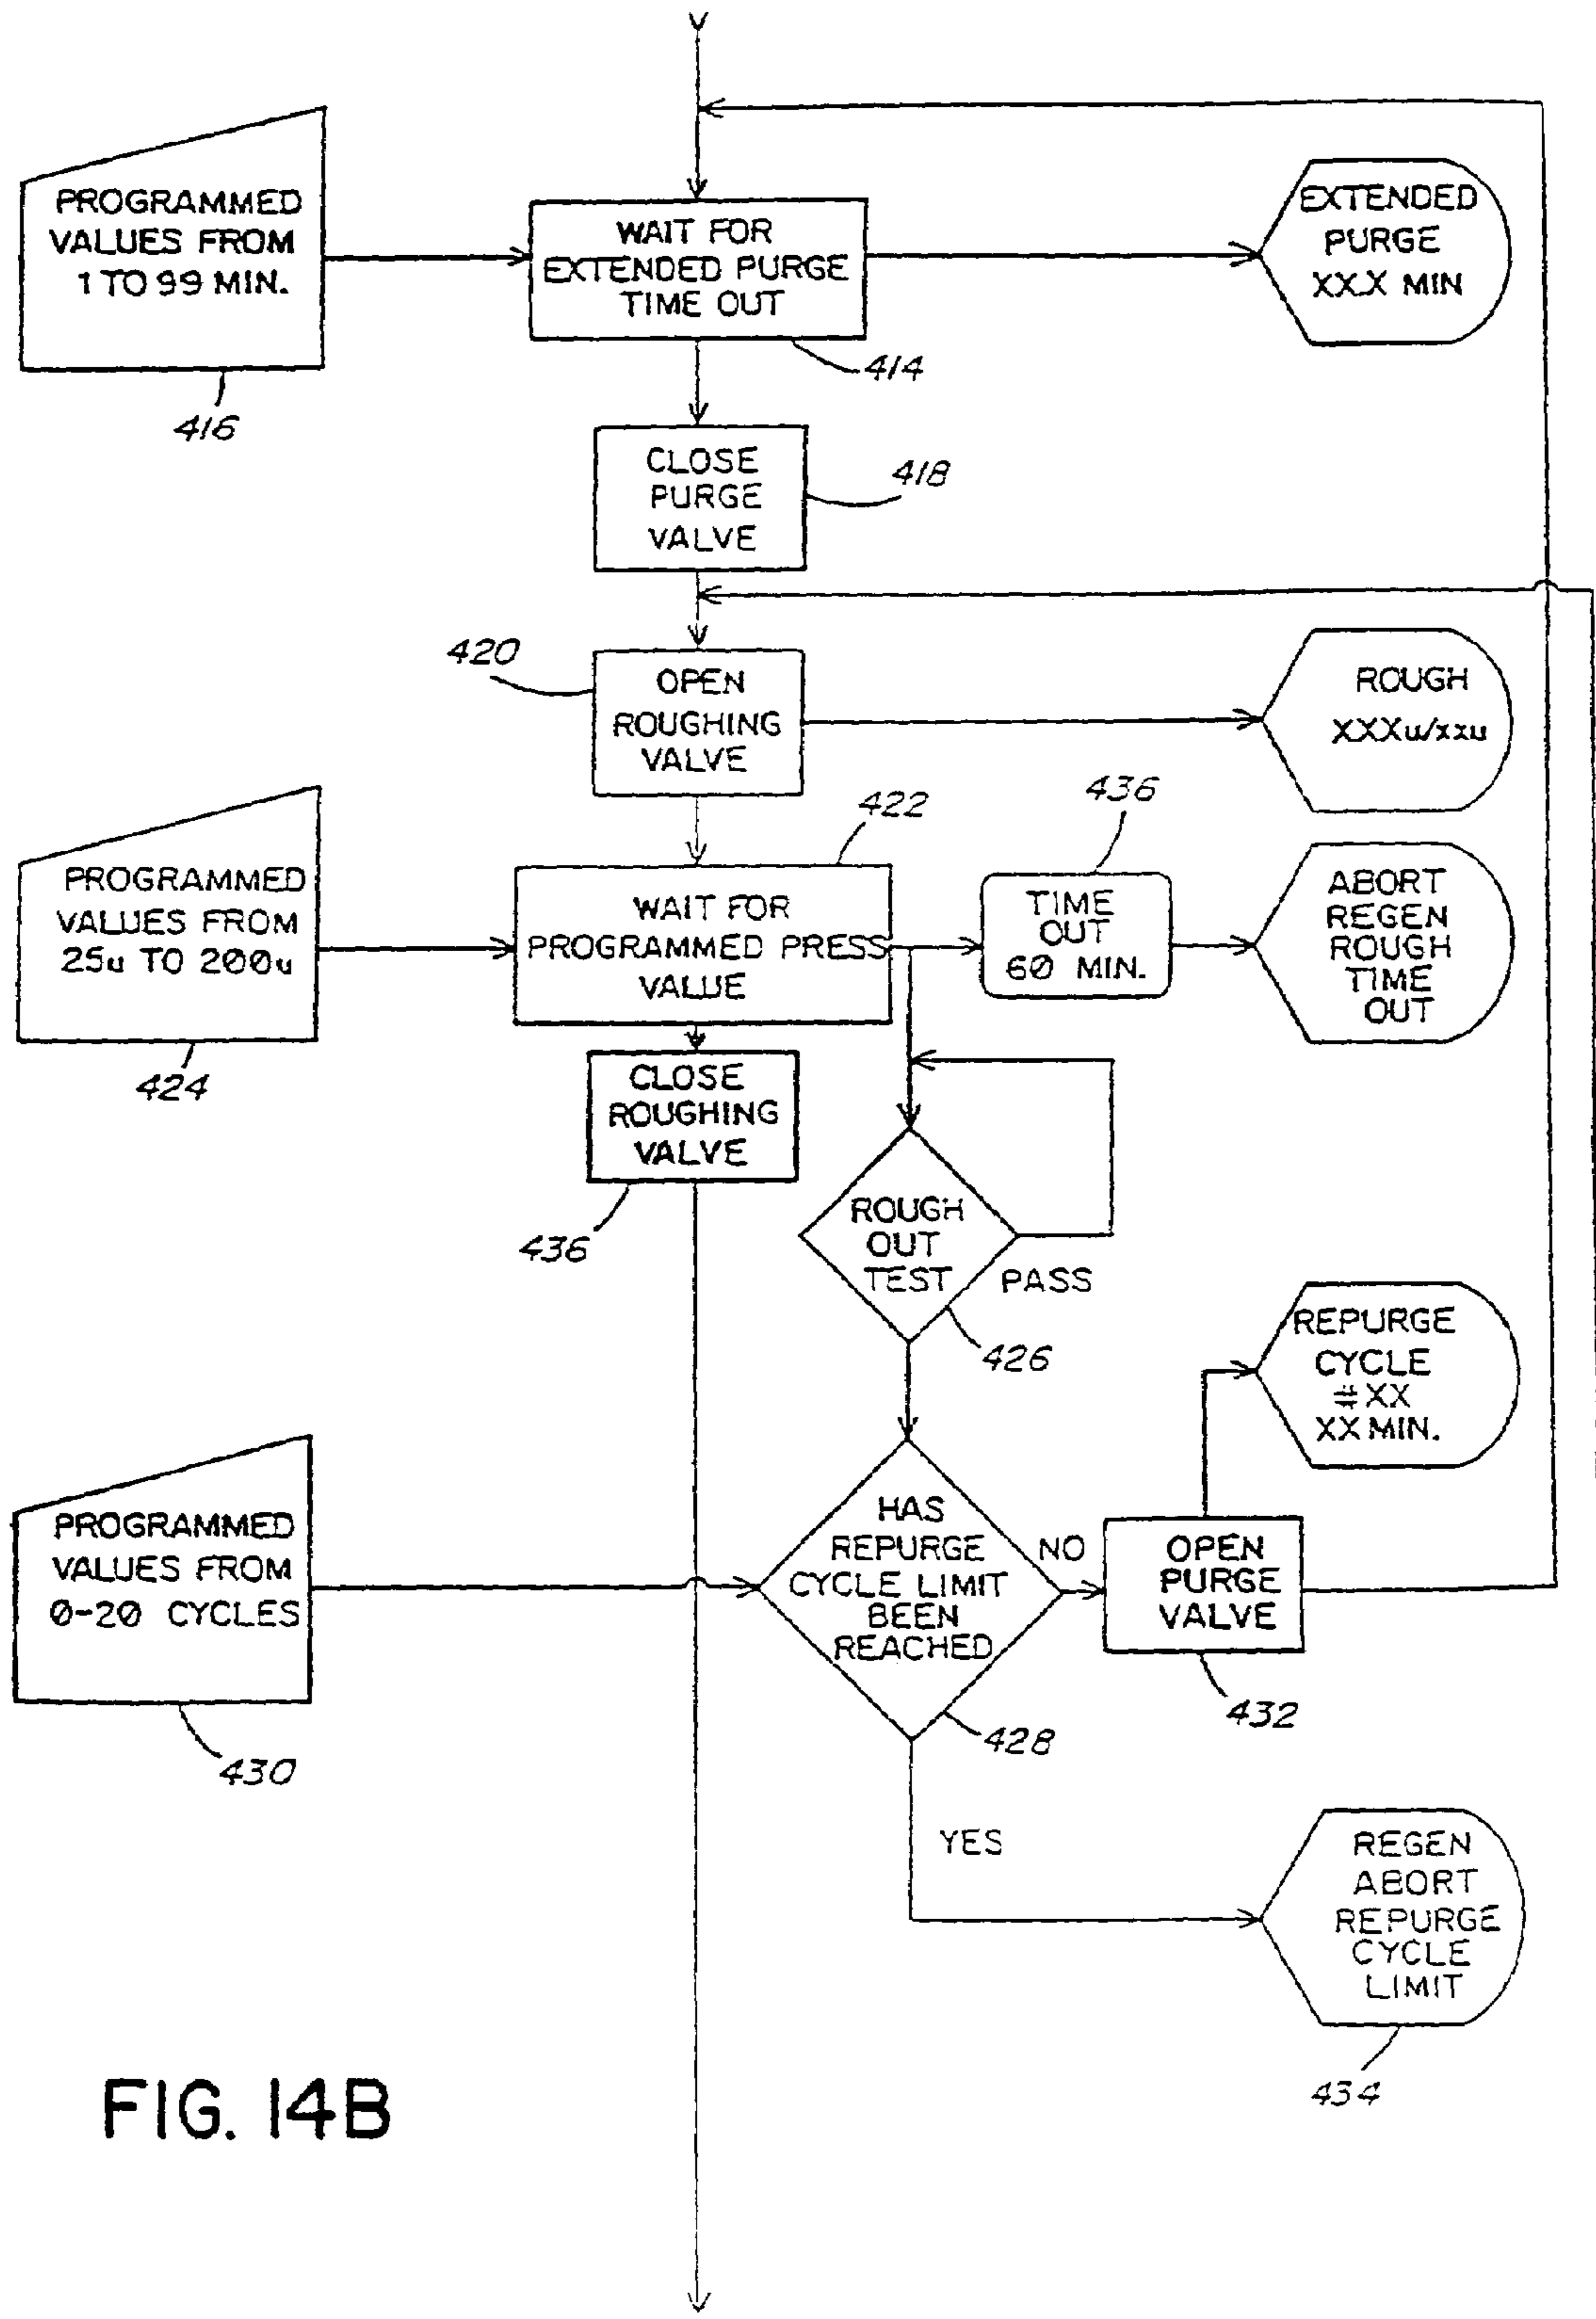 PROGRAMMED
VALUES FROM
1 TO 99 MIN.
416
WAIT FOR
EXTENDED PURGE
TIME OUT
414
EXTENDED
PURGE
XX.X MIN
CLOSE
PURGE
VALVE
418
420
OPEN
ROUGHING
VALVE
ROUGH
XXXu/xxu
PROGRAMMED
VALUES FROM
25u TO 200u
424
422
WAIT FOR
PROGRAMMED PRESS
VALUE
436
TIME
OUT
60 MIN.
ABORT
REGEN
ROUGH
TIME
OUT
CLOSE
ROUGHING
VALVE
436
ROUGH
OUT
TEST
PASS
426
REPURGE
CYCLE
#XX
XX MIN.
PROGRAMMED
VALUES FROM
0-20 CYCLES
430
HAS
REPURGE
CYCLE LIMIT
BEEN
REACHED
428
NO
OPEN
PURGE
VALVE
432
YES
REGEN
ABORT
REPURGE
CYCLE
LIMIT
434
FIG. 14B